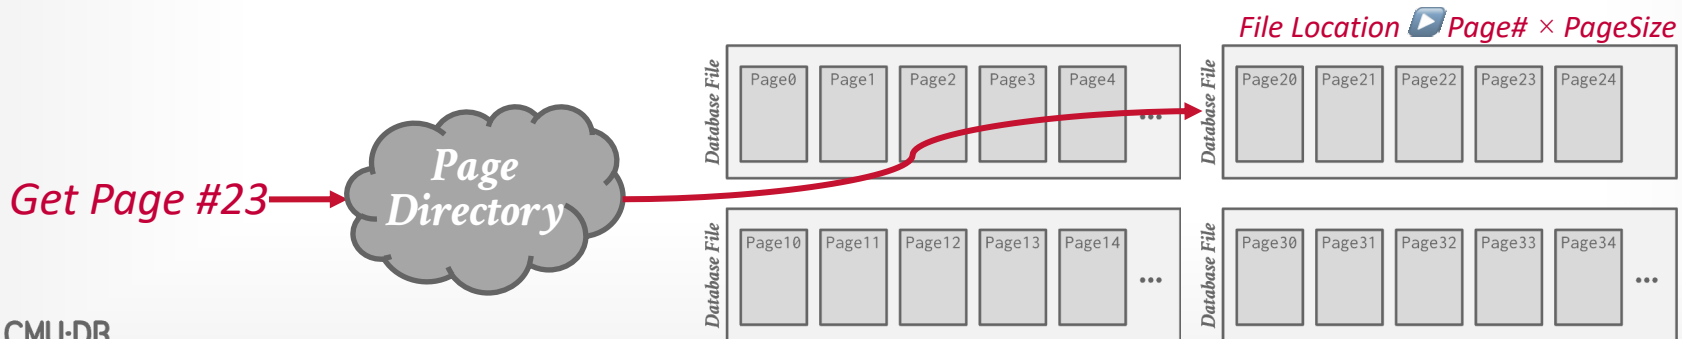 File Location ▶ Page# × PageSize
Database File
Page0 Page1 Page2 Page3 Page4
...
Database File
Page20 Page21 Page22 Page23 Page24
Get Page #23
Page
Directory
Database File
Page10 Page11 Page12 Page13 Page14
...
Database File
Page30 Page31 Page32 Page33 Page34
...
CMU·DB